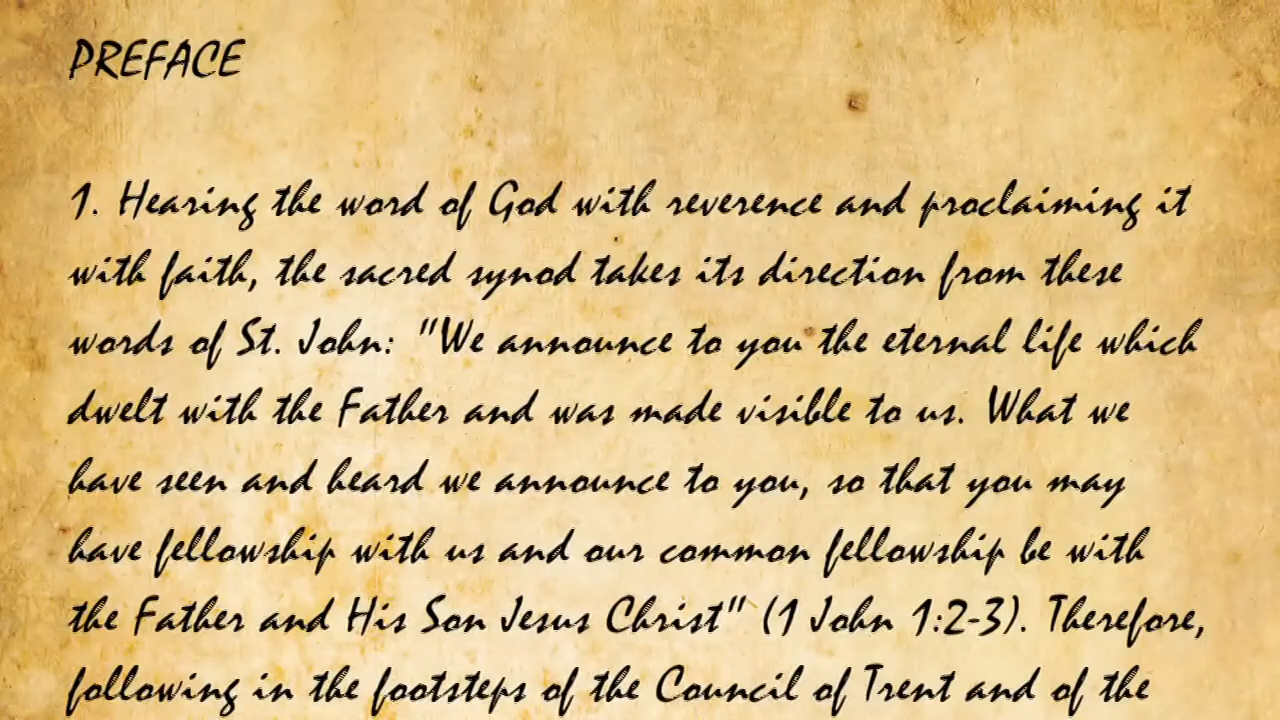 PREFACE
1. Hearing the word of God with reverence and proclaiming it
with faith, the sacred synod takes its direction from these
words of St. John: "We announce to you the eternal life which
dwelt with the Father and was made visible to us. What we
have seen and heard we announce to you, so that you may
have fellowship with us and our common fellowship be with
the Father and His Son Jesus Christ" (1 John 1:2-3). Therefore,
following in the footsteps of the Council of Trent and of the